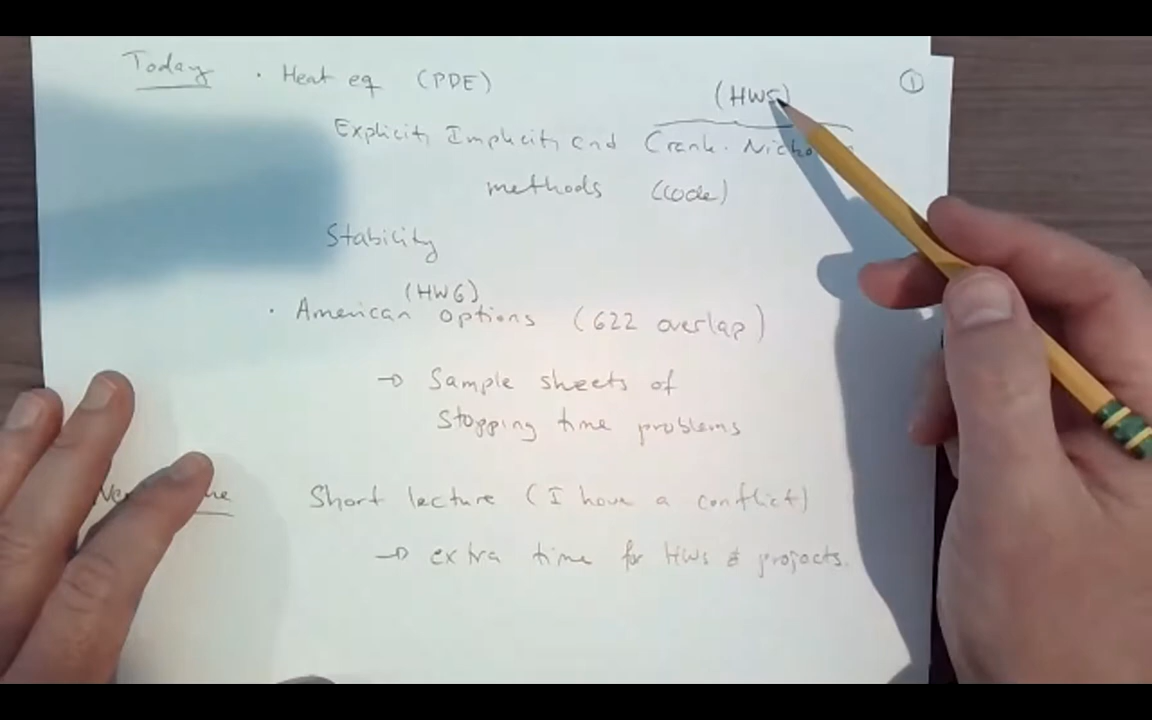 Today · Heat eq (PDE) (HW5) ①
Explicit, Implicit, and Crank-
methods (code)
Stability
(HW6)
· American options (622 overlap)
→ Sample sheets of
stopping time problems
Short lecture (I have a conflict)
→ extra time for HWs & projects.